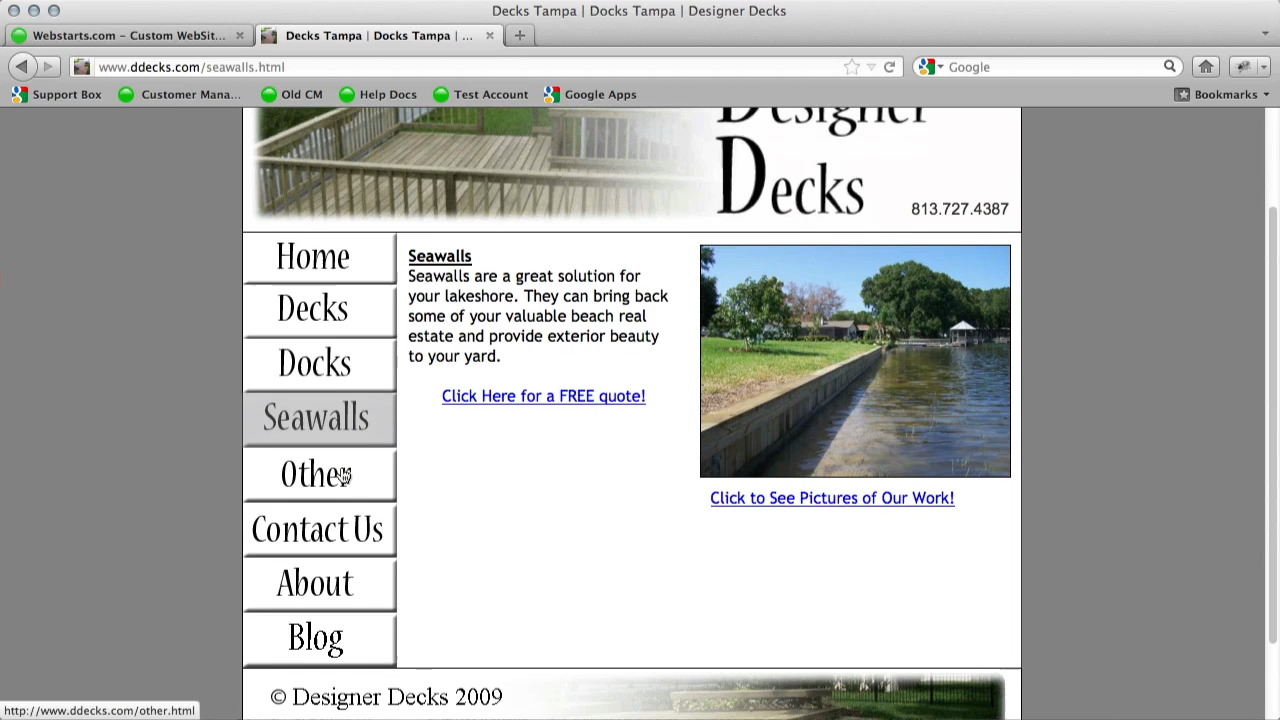 Decks Tampa | Docks Tampa | Designer Decks
Webstarts.com – Custom WebSit...
Decks Tampa | Docks Tampa | ...
www.ddecks.com/seawalls.html
Google
Support Box
Customer Mana...
Old CM
Help Docs
Test Account
Google Apps
Bookmarks
Designer
Decks
813.727.4387
Home
Decks
Docks
Seawalls
Other
Contact Us
About
Blog
Seawalls
Seawalls are a great solution for
your lakeshore. They can bring back
some of your valuable beach real
estate and provide exterior beauty
to your yard.
Click Here for a FREE quote!
Click to See Pictures of Our Work!
© Designer Decks 2009
http://www.ddecks.com/other.html